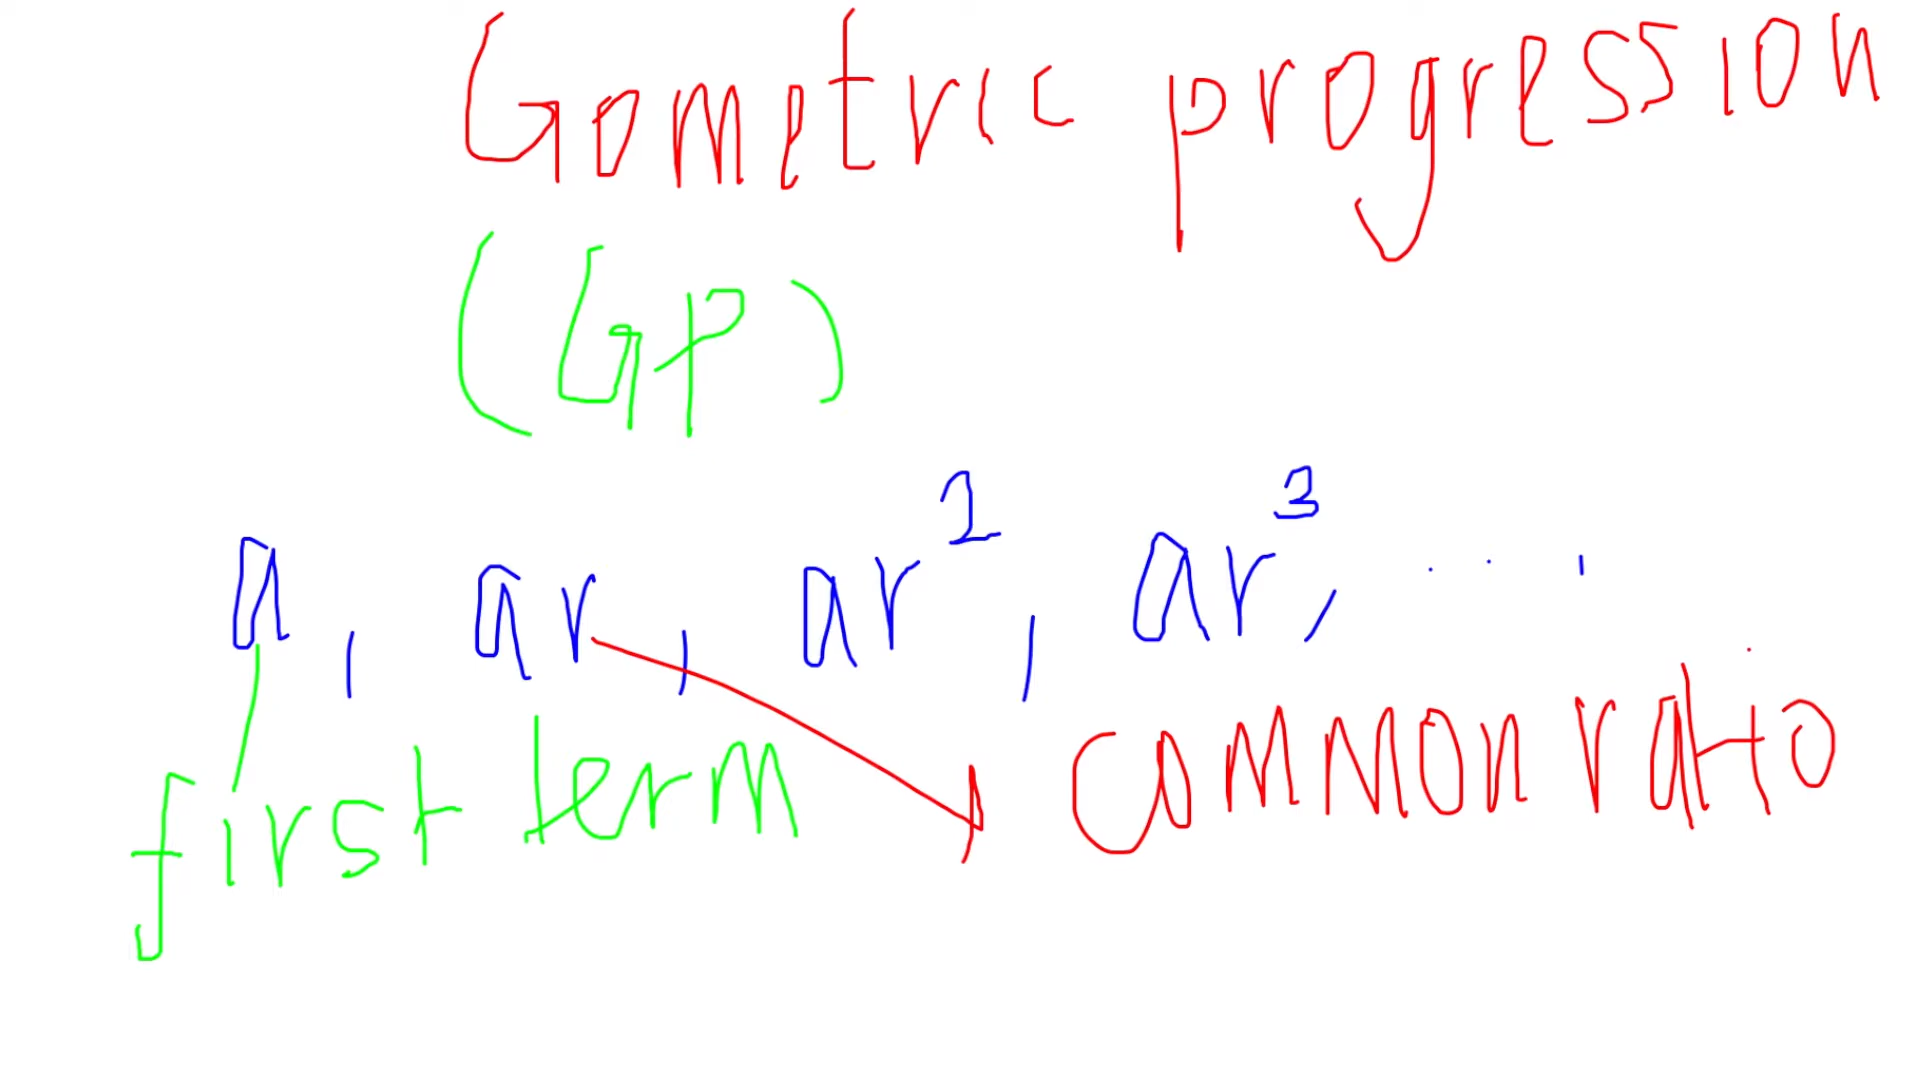 Gometric progression
(GP)
a, ar, ar², ar³, ...
first term common ratio